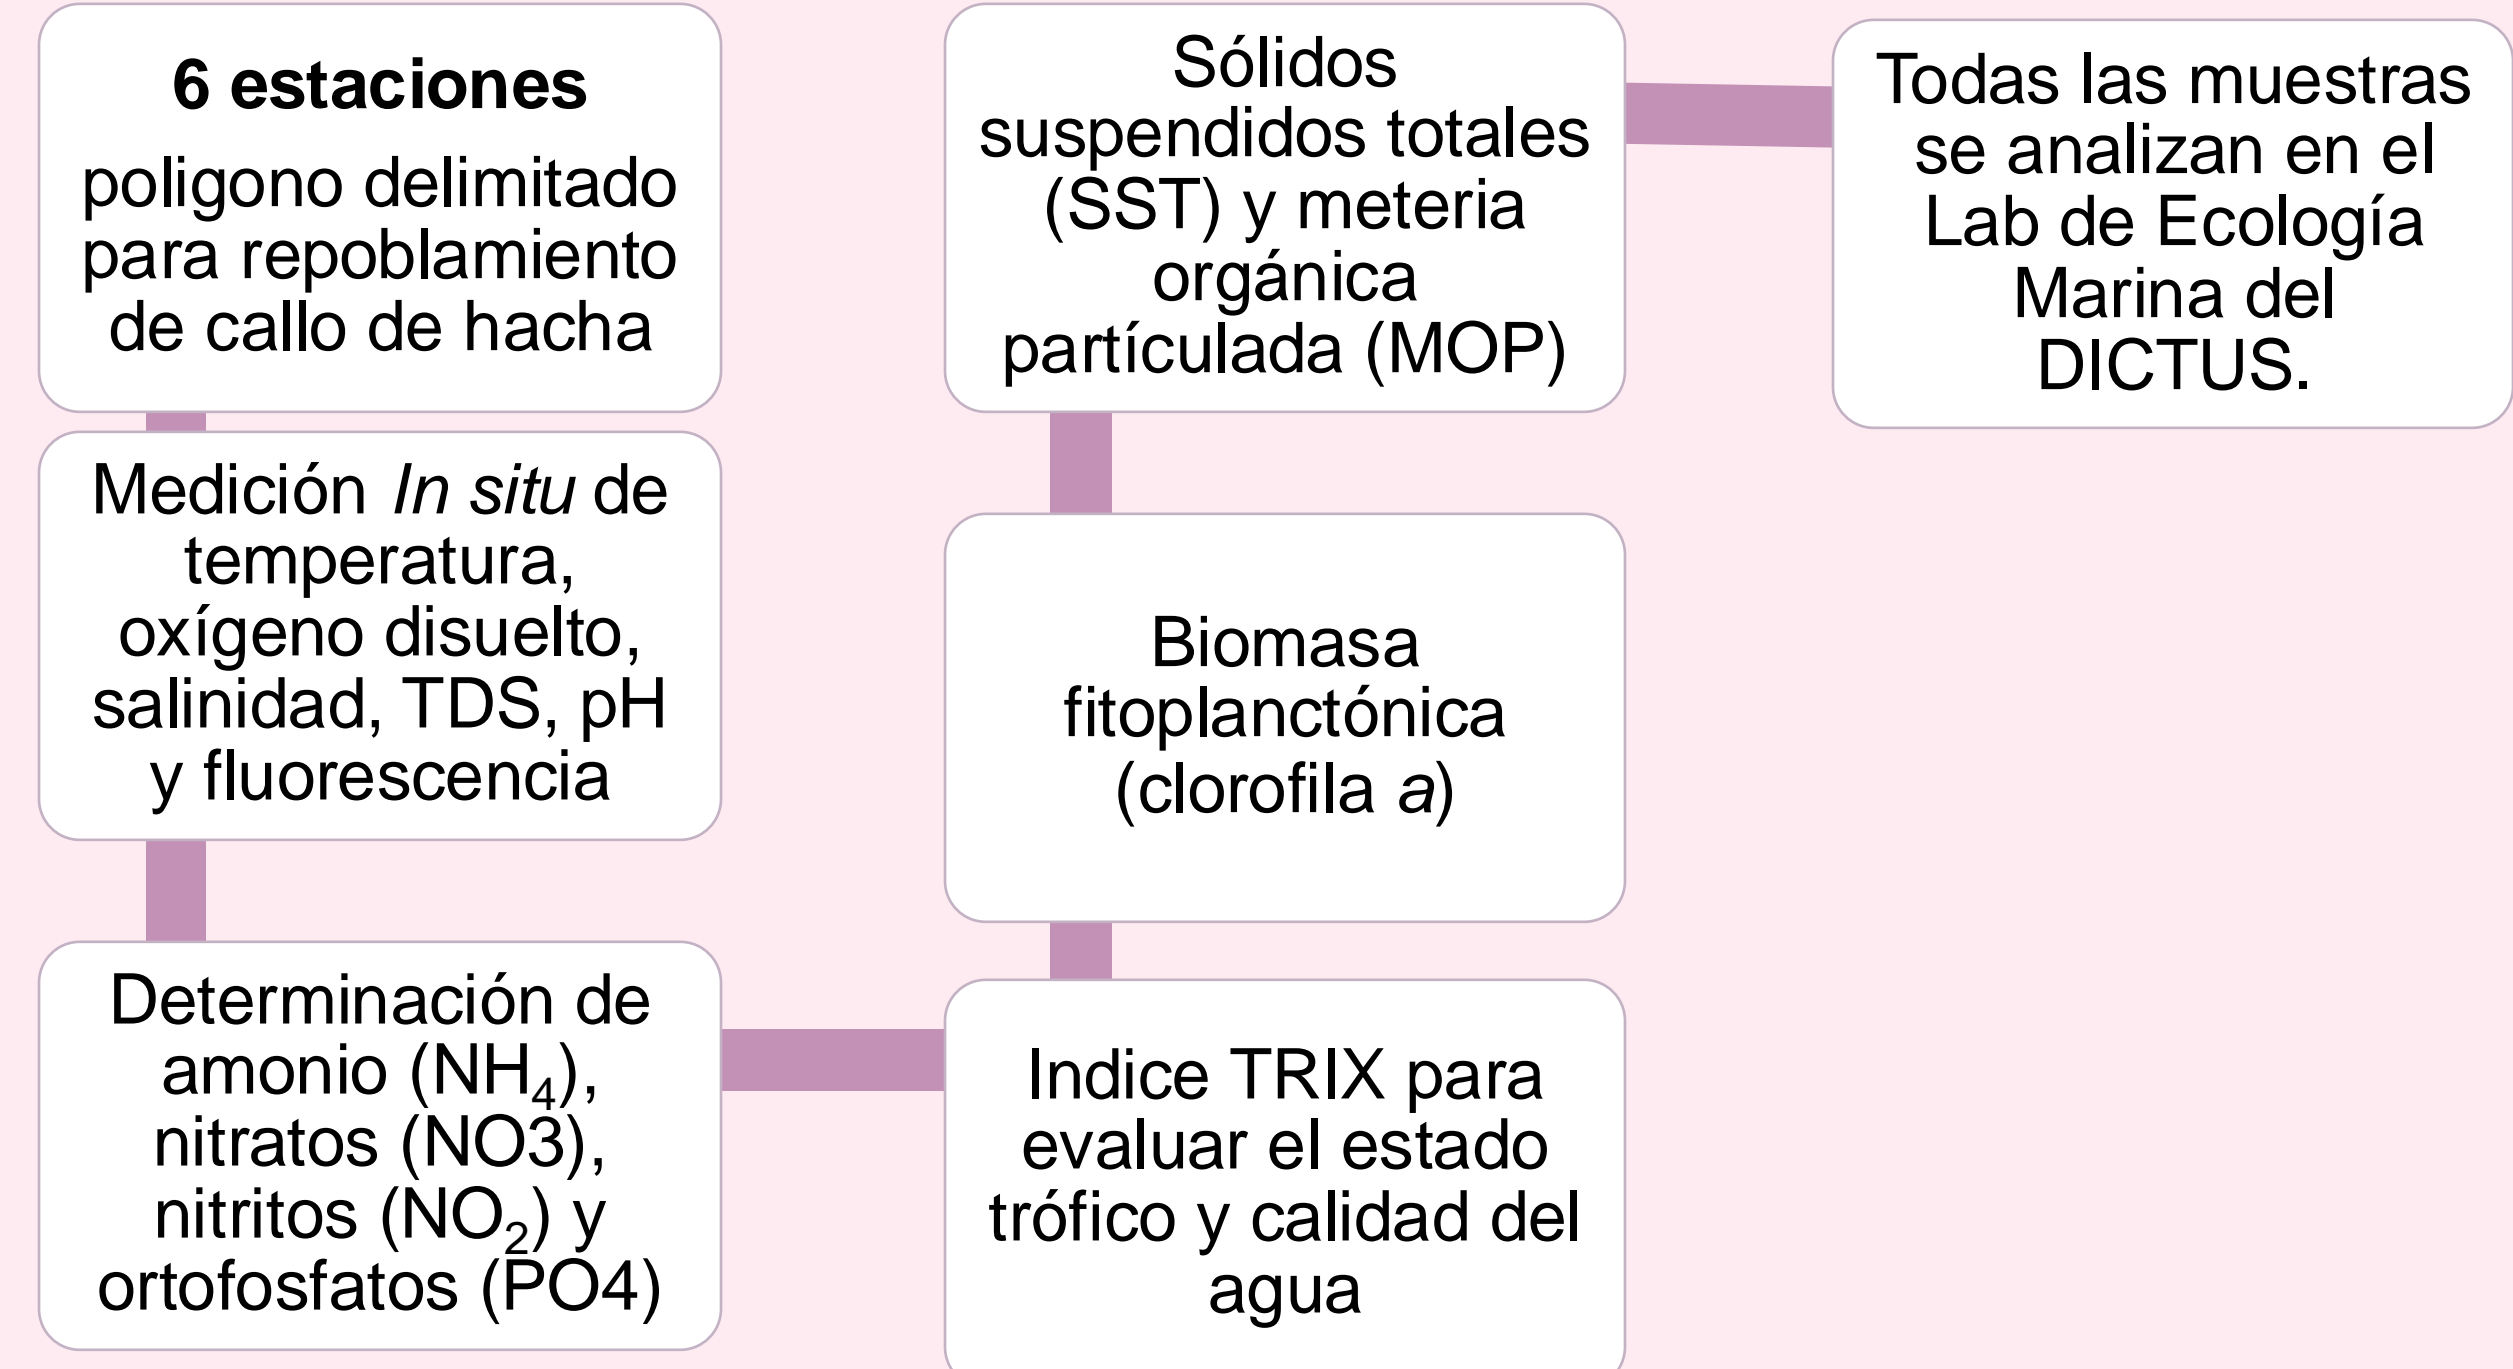 6 estaciones
poligono delimitado
para repoblamiento
de callo de hacha
Medición In situ de
temperatura,
oxígeno disuelto,
salinidad, TDS, pH
y fluorescencia
Determinación de
amonio (NH₄),
nitratos (NO3),
nitritos (NO₂) y
ortofosfatos (PO4)
Indice TRIX para
evaluar el estado
trófico y calidad del
agua
Biomasa
fitoplanctónica
(clorofila a)
Sólidos
suspendidos totales
(SST) y meteria
orgánica
partículada (MOP)
Todas las muestras
se analizan en el
Lab de Ecología
Marina del
DICTUS.